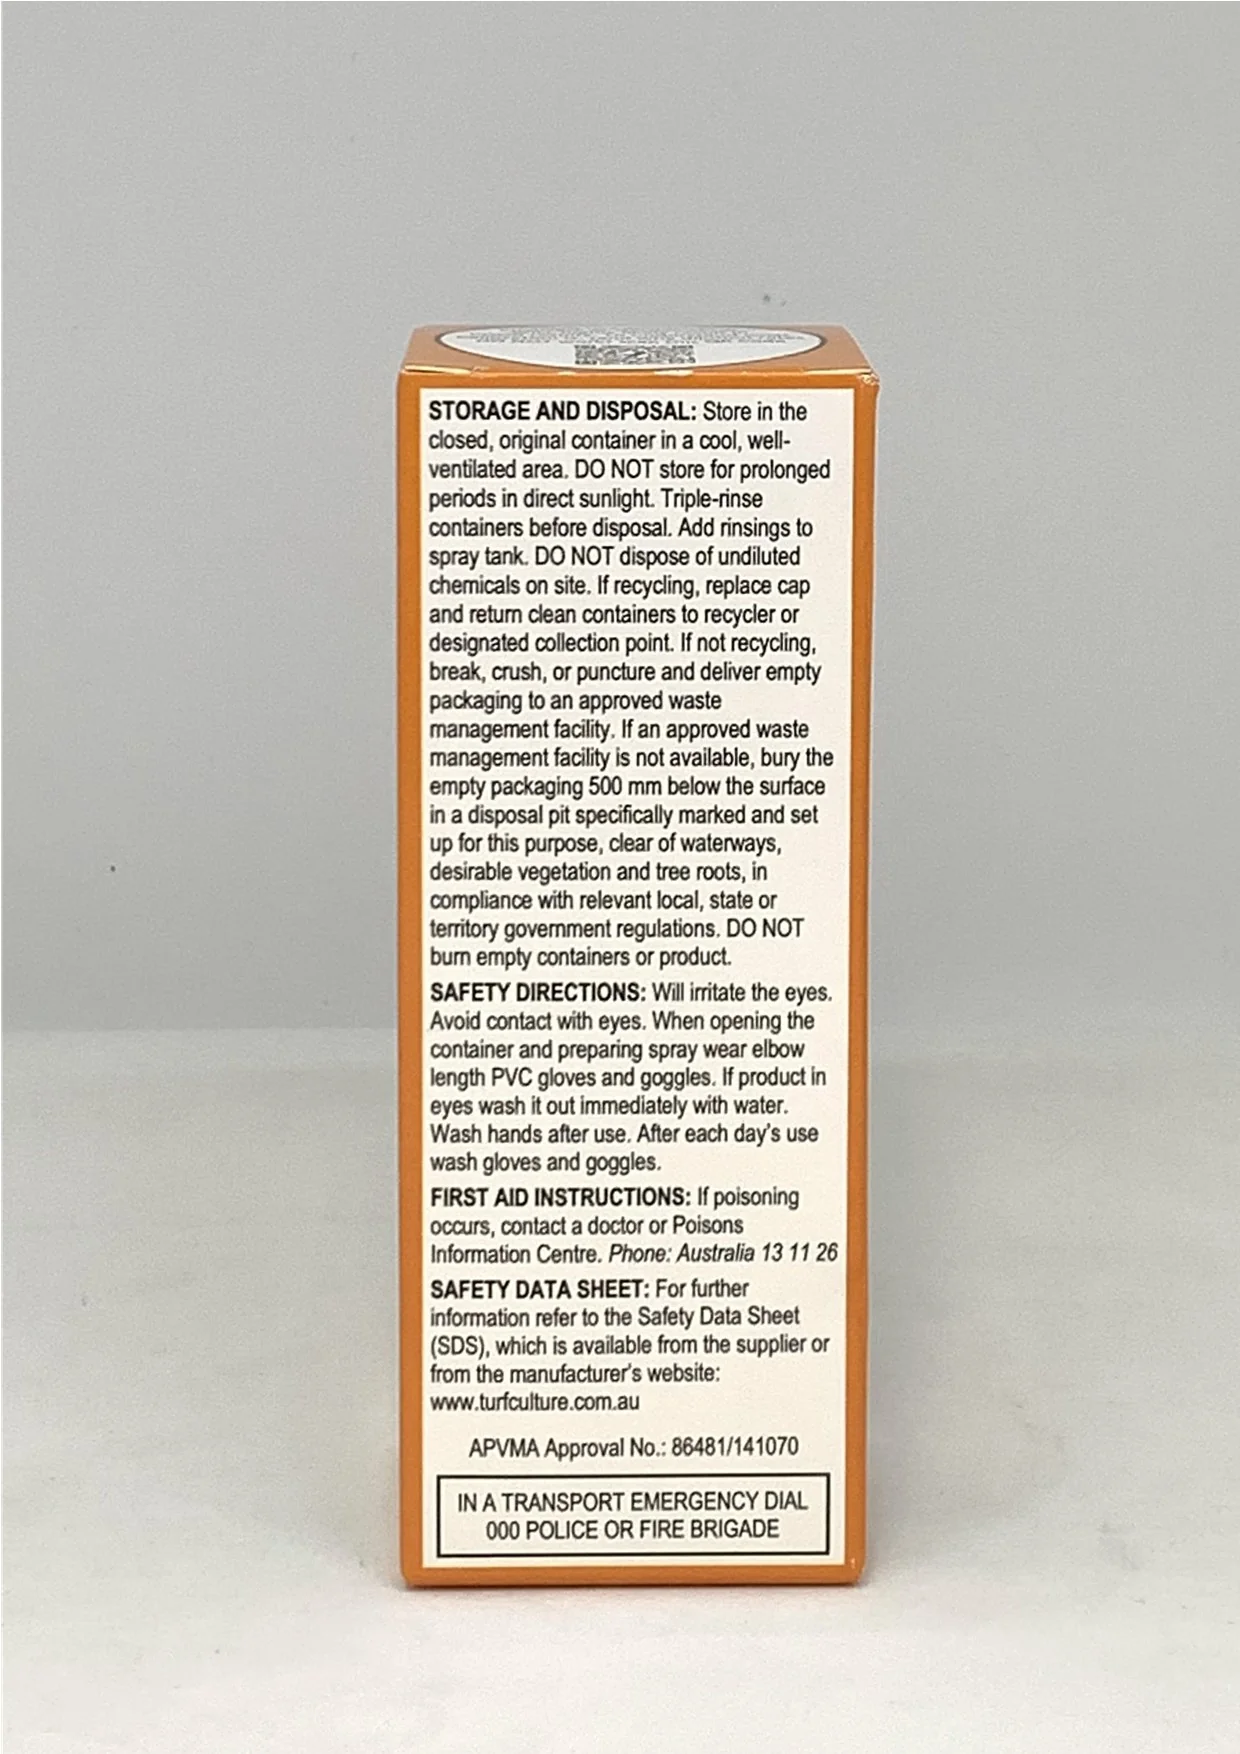 STORAGE AND DISPOSAL: Store in the
closed, original container in a cool, well-
ventilated area. DO NOT store for prolonged
periods in direct sunlight. Triple-rinse
containers before disposal. Add rinsings to
spray tank. DO NOT dispose of undiluted
chemicals on site. If recycling, replace cap
and return clean containers to recycler or
designated collection point. If not recycling,
break, crush, or puncture and deliver empty
packaging to an approved waste
management facility. If an approved waste
management facility is not available, bury the
empty packaging 500 mm below the surface
in a disposal pit specifically marked and set
up for this purpose, clear of waterways,
desirable vegetation and tree roots, in
compliance with relevant local, state or
territory government regulations. DO NOT
burn empty containers or product.
SAFETY DIRECTIONS: Will irritate the eyes.
Avoid contact with eyes. When opening the
container and preparing spray wear elbow
length PVC gloves and goggles. If product in
eyes wash it out immediately with water.
Wash hands after use. After each day's use
wash gloves and goggles.
FIRST AID INSTRUCTIONS: If poisoning
occurs, contact a doctor or Poisons
Information Centre. Phone: Australia 13 11 26
SAFETY DATA SHEET: For further
information refer to the Safety Data Sheet
(SDS), which is available from the supplier or
from the manufacturer's website:
www.turfculture.com.au
APVMA Approval No.: 86481/141070
IN A TRANSPORT EMERGENCY DIAL
000 POLICE OR FIRE BRIGADE